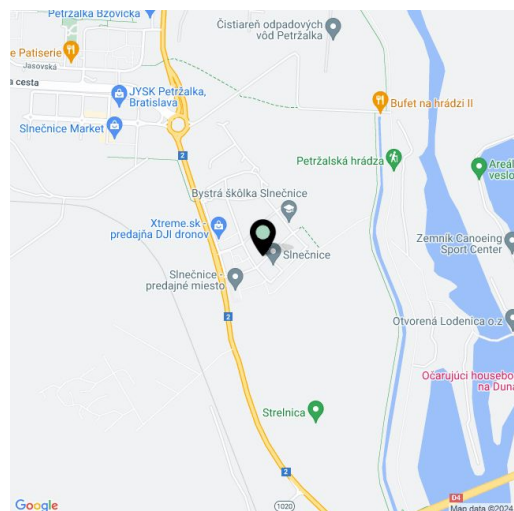 Petržalka Bzovícka
Čistiareň odpadových
vôd Petržalka
e Patiserie
Jasovská
a cesta
JYSK Petržalka,
Bratislava
Bufet na hrádzi II
Slnečnice Market
2
Petržalská hrádza
Areál
veslo
Bystrá škôlka Slnečnice
Xtreme.sk -
predajňa DJI dronov
Slnečnice
Zemník Canoeing
Sport Center
Slnečnice -
predajné miesto
2
Otvorená Lodenica o.z
Očarujúci housebo
na Duna
Strelnica
2
D4
1020
Google
Map data ©2024